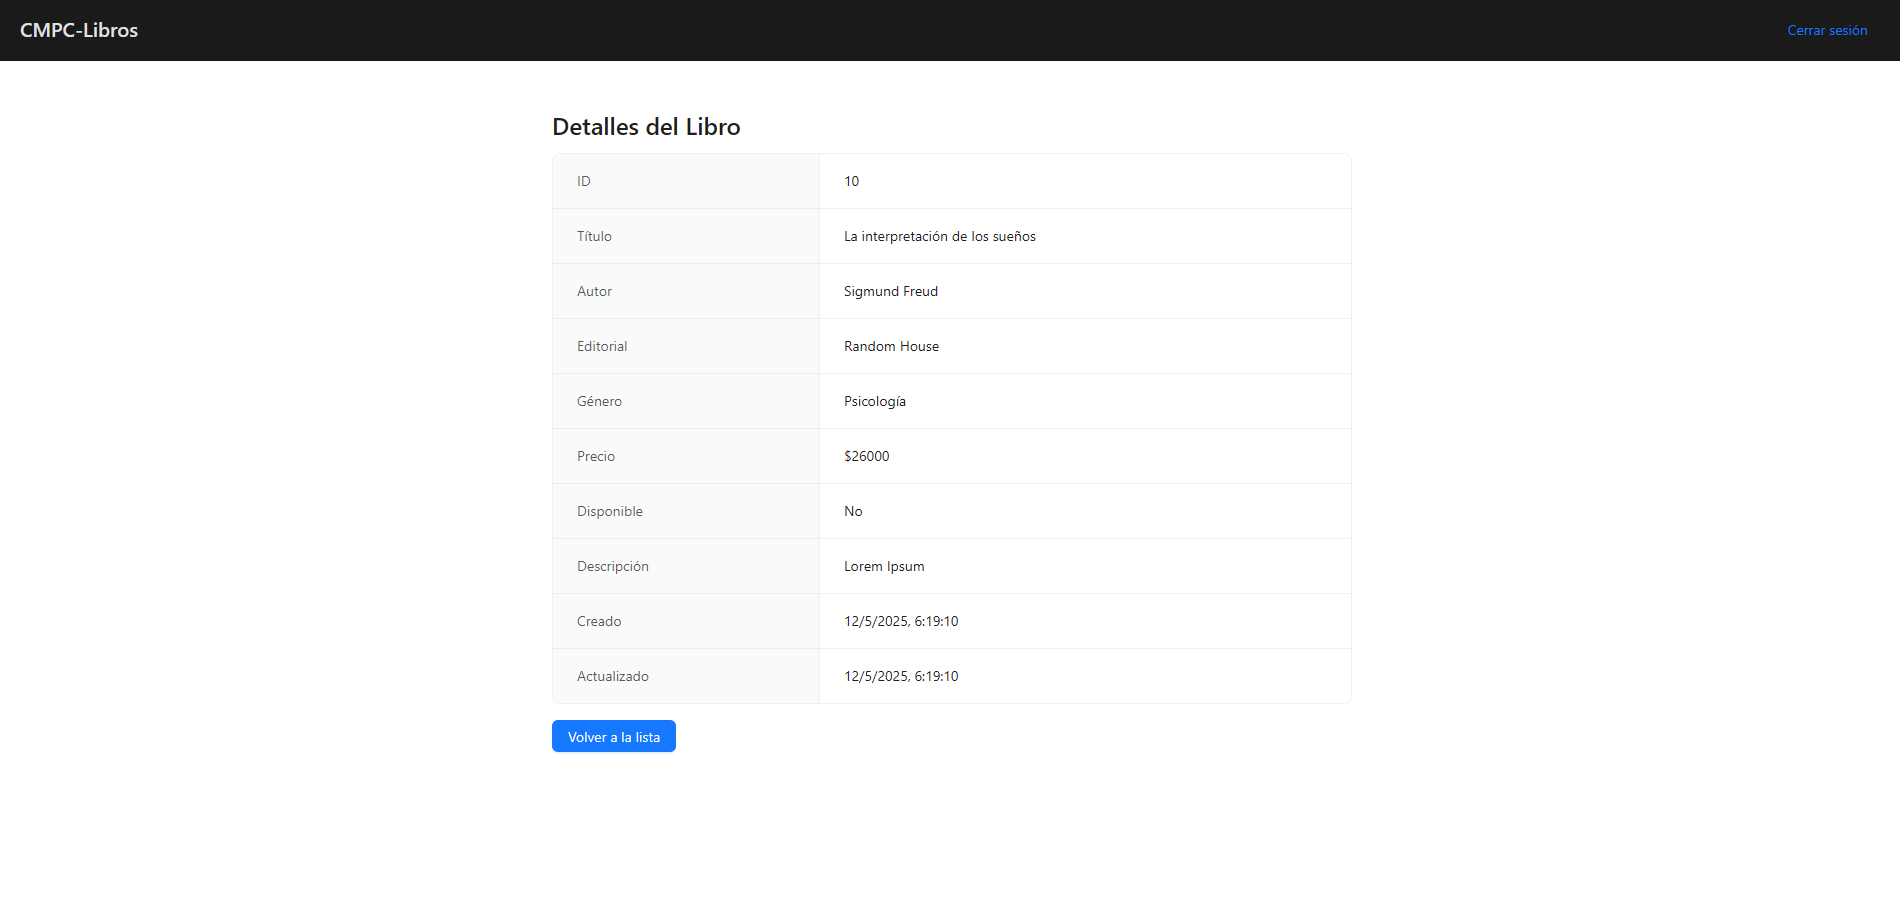 CMPC-Libros
Cerrar sesión
Detalles del Libro
ID 10
Título La interpretación de los sueños
Autor Sigmund Freud
Editorial Random House
Género Psicología
Precio $26000
Disponible No
Descripción Lorem Ipsum
Creado 12/5/2025, 6:19:10
Actualizado 12/5/2025, 6:19:10
Volver a la lista